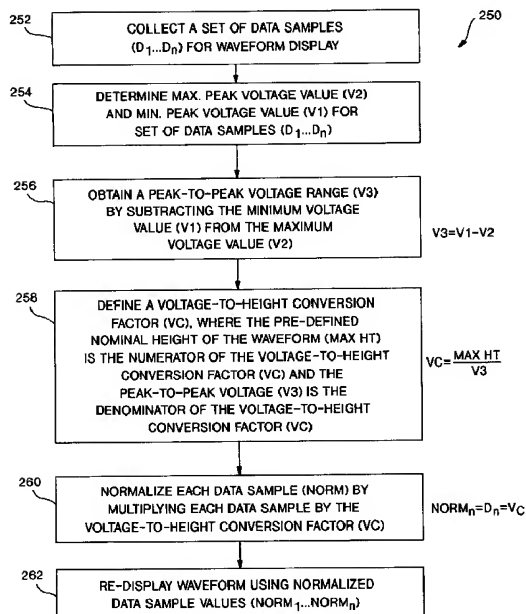 252
COLLECT A SET OF DATA SAMPLES
(D₁...Dₙ) FOR WAVEFORM DISPLAY
250
254
DETERMINE MAX. PEAK VOLTAGE VALUE (V2)
AND MIN. PEAK VOLTAGE VALUE (V1) FOR
SET OF DATA SAMPLES (D₁...Dₙ)
256
OBTAIN A PEAK-TO-PEAK VOLTAGE RANGE (V3)
BY SUBTRACTING THE MINIMUM VOLTAGE
VALUE (V1) FROM THE MAXIMUM
VOLTAGE VALUE (V2)
V3=V1-V2
258
DEFINE A VOLTAGE-TO-HEIGHT CONVERSION
FACTOR (VC), WHERE THE PRE-DEFINED
NOMINAL HEIGHT OF THE WAVEFORM (MAX HT)
IS THE NUMERATOR OF THE VOLTAGE-TO-HEIGHT
CONVERSION FACTOR (VC) AND THE
PEAK-TO-PEAK VOLTAGE (V3) IS THE
DENOMINATOR OF THE VOLTAGE-TO-HEIGHT
CONVERSION FACTOR (VC)
VC=MAX HT/V3
260
NORMALIZE EACH DATA SAMPLE (NORM) BY
MULTIPLYING EACH DATA SAMPLE BY THE
VOLTAGE-TO-HEIGHT CONVERSION FACTOR (VC)
NORMₙ=Dₙ=V_C
262
RE-DISPLAY WAVEFORM USING NORMALIZED
DATA SAMPLE VALUES (NORM₁...NORMₙ)